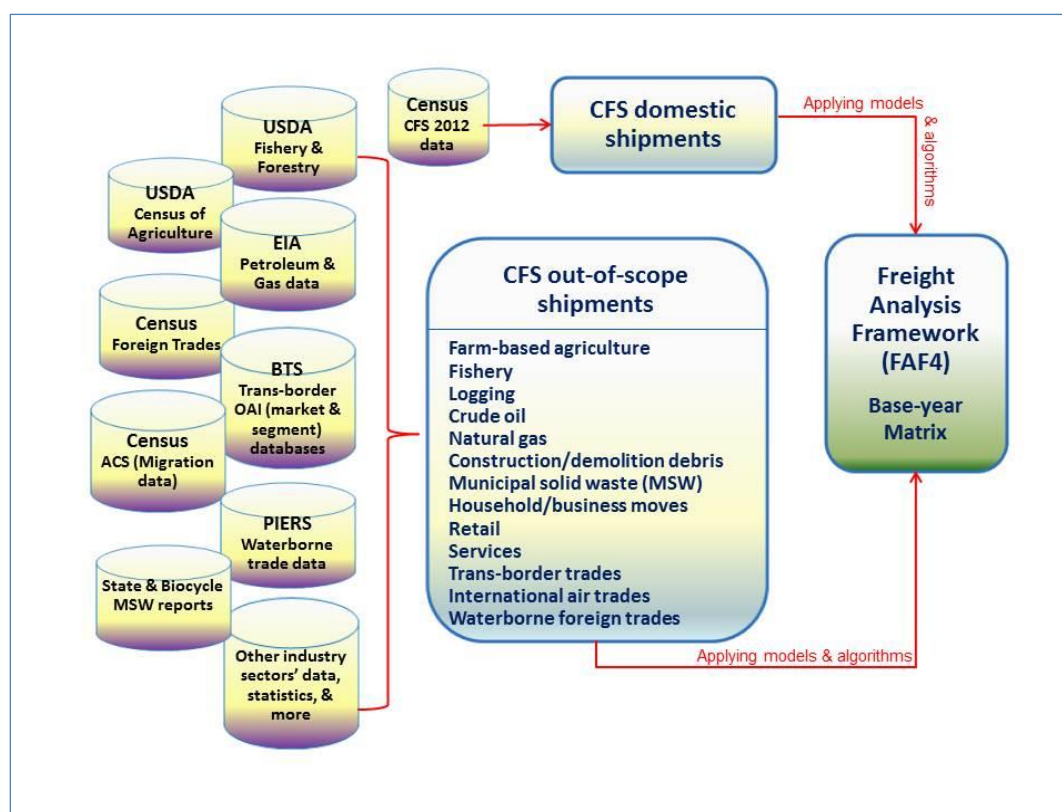 USDA
Fishery &
Forestry
USDA
Census of
Agriculture
EIA
Petroleum &
Gas data
Census
Foreign Trades
BTS
Trans-border
OAI (market &
segment)
databases
Census
ACS (Migration
data)
PIERS
Waterborne
trade data
State & Biocycle
MSW reports
Other industry
sectors’ data,
statistics, &
more
Census
CFS 2012
data
CFS domestic
shipments
Applying models
& algorithms
CFS out-of-scope
shipments
Farm-based agriculture
Fishery
Logging
Crude oil
Natural gas
Construction/demolition debris
Municipal solid waste (MSW)
Household/business moves
Retail
Services
Trans-border trades
International air trades
Waterborne foreign trades
Applying models & algorithms
Freight
Analysis
Framework
(FAF4)
Base-year
Matrix